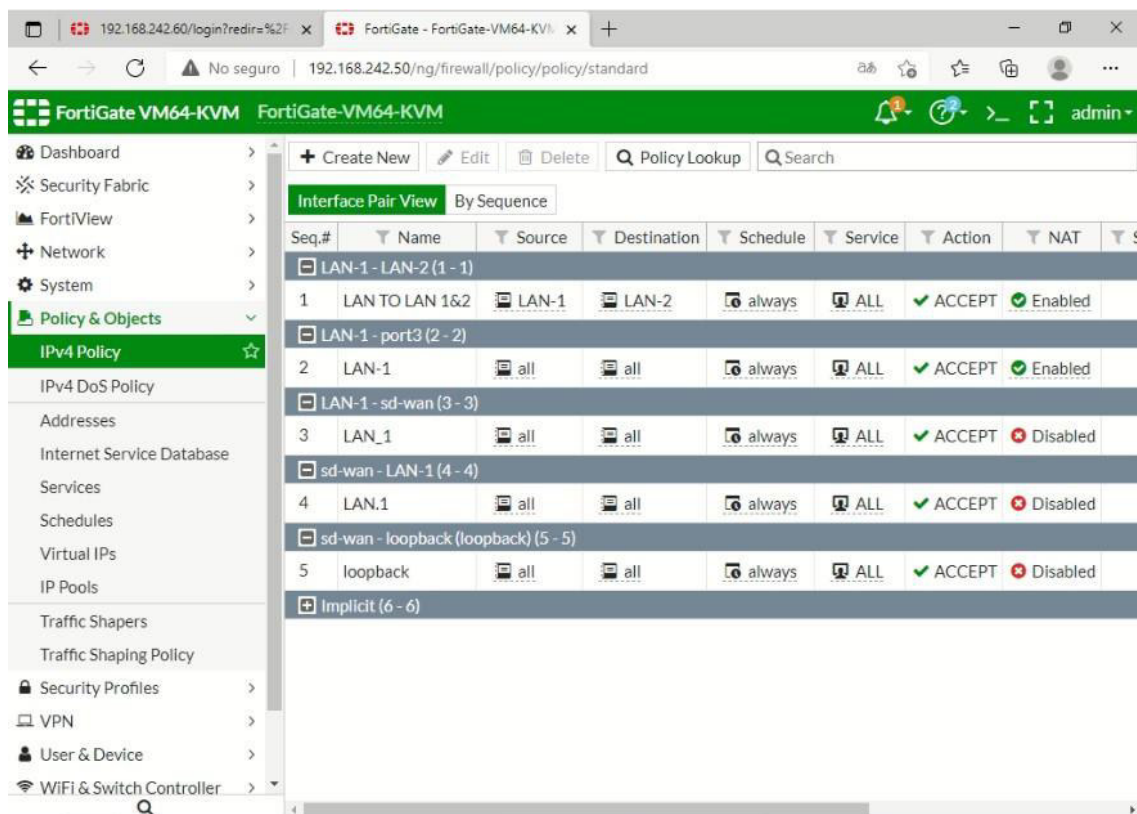 192.168.242.60/login?redir=%2F
FortiGate - FortiGate-VM64-KV
No seguro
192.168.242.50/ng/firewall/policy/policy/standard
FortiGate VM64-KVM FortiGate-VM64-KVM
1 2 >_ admin
Dashboard
Security Fabric
FortiView
Network
System
Policy & Objects
IPv4 Policy
IPv4 DoS Policy
Addresses
Internet Service Database
Services
Schedules
Virtual IPs
IP Pools
Traffic Shapers
Traffic Shaping Policy
Security Profiles
VPN
User & Device
WiFi & Switch Controller
+ Create New Edit Delete Policy Lookup Search
Interface Pair View By Sequence
Seq.# Name Source Destination Schedule Service Action NAT S
LAN-1 - LAN-2 (1 - 1)
1 LAN TO LAN 1&2 LAN-1 LAN-2 always ALL ACCEPT Enabled
LAN-1 - port3 (2 - 2)
2 LAN-1 all all always ALL ACCEPT Enabled
LAN-1 - sd-wan (3 - 3)
3 LAN_1 all all always ALL ACCEPT Disabled
sd-wan - LAN-1 (4 - 4)
4 LAN.1 all all always ALL ACCEPT Disabled
sd-wan - loopback (loopback) (5 - 5)
5 loopback all all always ALL ACCEPT Disabled
Implicit (6 - 6)